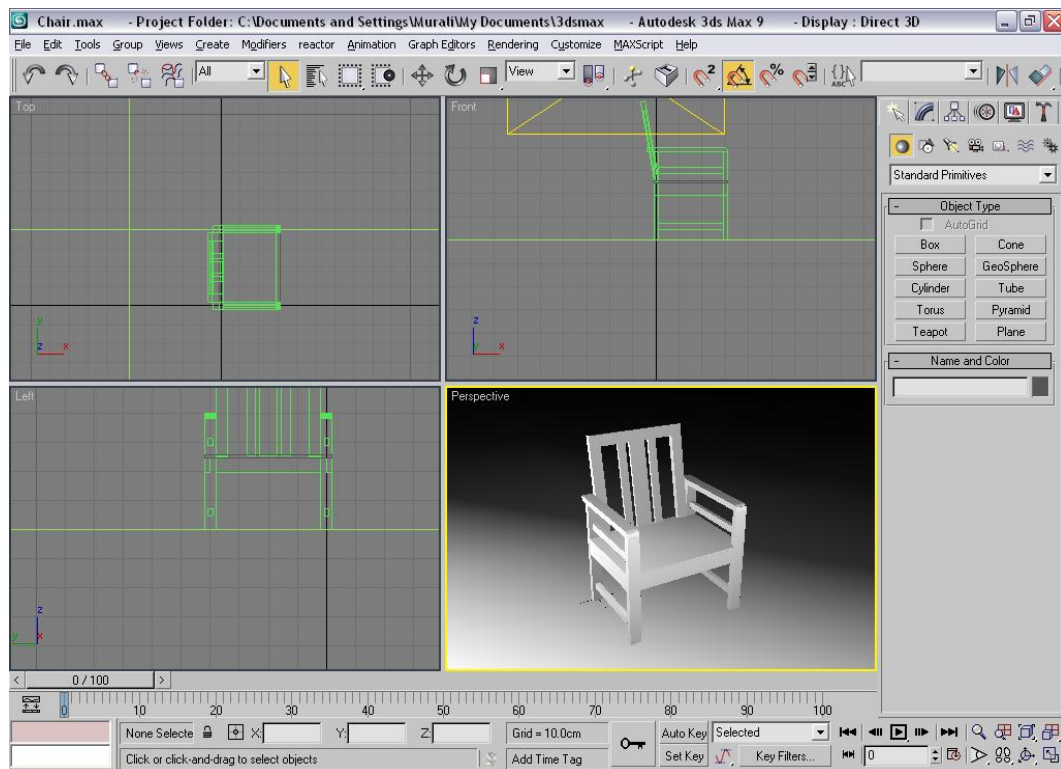 Chair.max - Project Folder: C:\Documents and Settings\Murali\My Documents\3dsmax - Autodesk 3ds Max 9 - Display : Direct 3D
File Edit Tools Group Views Create Modifiers reactor Animation Graph Editors Rendering Customize MAXScript Help
All View 2 % {} ABC
Top Front
Standard Primitives
- Object Type
AutoGrid
Box Cone
Sphere GeoSphere
Cylinder Tube
Torus Pyramid
Teapot Plane
y z x z x
- Name and Color
Left Perspective
z y x
< 0 / 100 >
0 10 20 30 40 50 60 70 80 90 100
None Selecte X: Y: Z: Grid = 10.0cm Auto Key Selected
Click or click-and-drag to select objects Add Time Tag Set Key Key Filters... 0